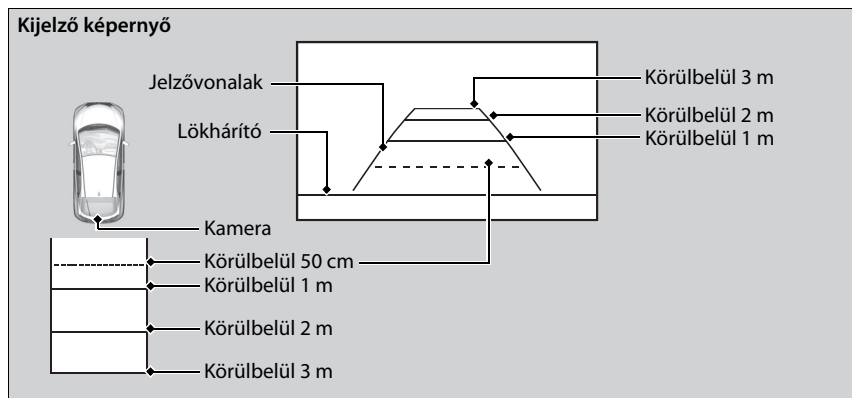 Kijelző képernyő
Jelzővonalak
Lökhárító
Körülbelül 3 m
Körülbelül 2 m
Körülbelül 1 m
Kamera
Körülbelül 50 cm
Körülbelül 1 m
Körülbelül 2 m
Körülbelül 3 m